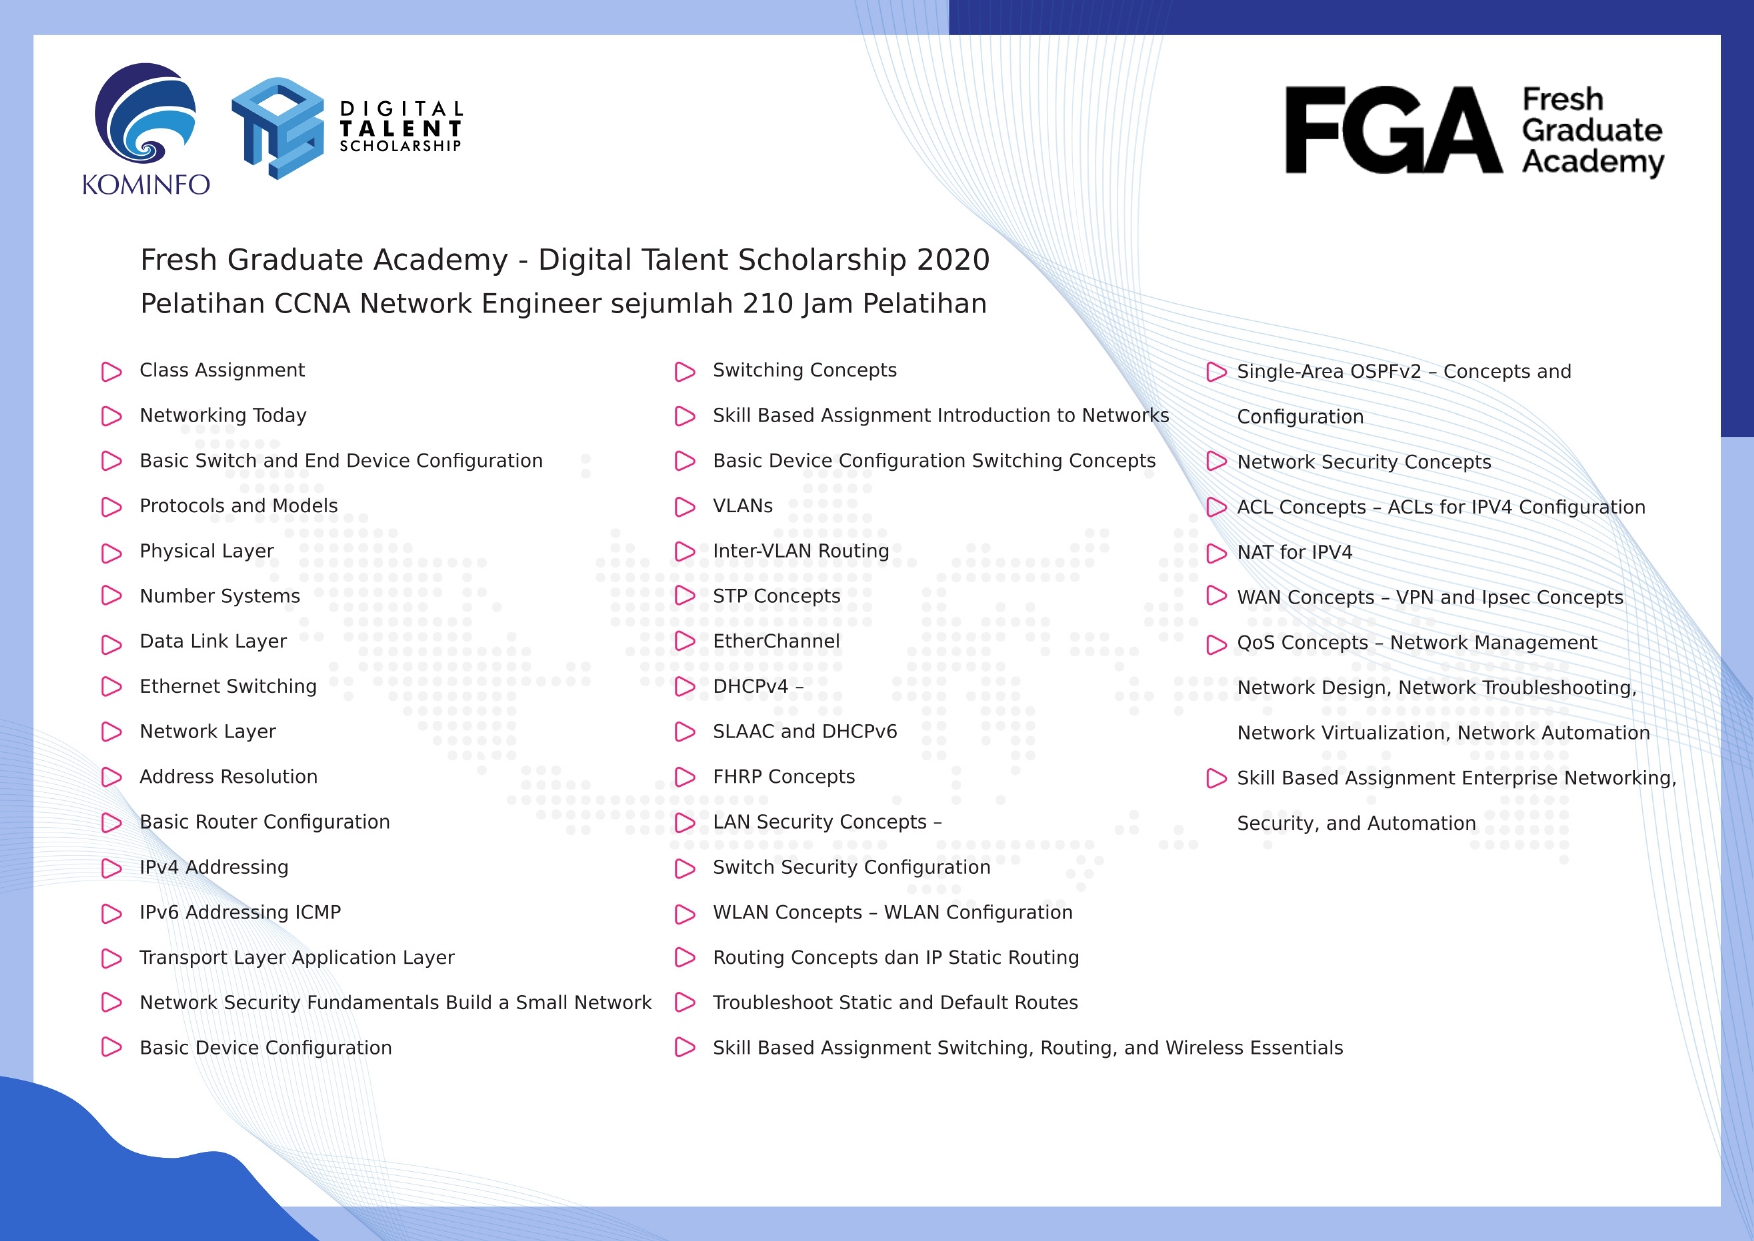 KOMINFO
DIGITAL
TALENT
SCHOLARSHIP
FGA
Fresh
Graduate
Academy
Fresh Graduate Academy - Digital Talent Scholarship 2020
Pelatihan CCNA Network Engineer sejumlah 210 Jam Pelatihan
Class Assignment
Networking Today
Basic Switch and End Device Configuration
Protocols and Models
Physical Layer
Number Systems
Data Link Layer
Ethernet Switching
Network Layer
Address Resolution
Basic Router Configuration
IPv4 Addressing
IPv6 Addressing ICMP
Transport Layer Application Layer
Network Security Fundamentals Build a Small Network
Basic Device Configuration
Switching Concepts
Skill Based Assignment Introduction to Networks
Basic Device Configuration Switching Concepts
VLANs
Inter-VLAN Routing
STP Concepts
EtherChannel
DHCPv4 –
SLAAC and DHCPv6
FHRP Concepts
LAN Security Concepts –
Switch Security Configuration
WLAN Concepts – WLAN Configuration
Routing Concepts dan IP Static Routing
Troubleshoot Static and Default Routes
Skill Based Assignment Switching, Routing, and Wireless Essentials
Single-Area OSPFv2 – Concepts and
Configuration
Network Security Concepts
ACL Concepts – ACLs for IPV4 Configuration
NAT for IPV4
WAN Concepts – VPN and Ipsec Concepts
QoS Concepts – Network Management
Network Design, Network Troubleshooting,
Network Virtualization, Network Automation
Skill Based Assignment Enterprise Networking,
Security, and Automation